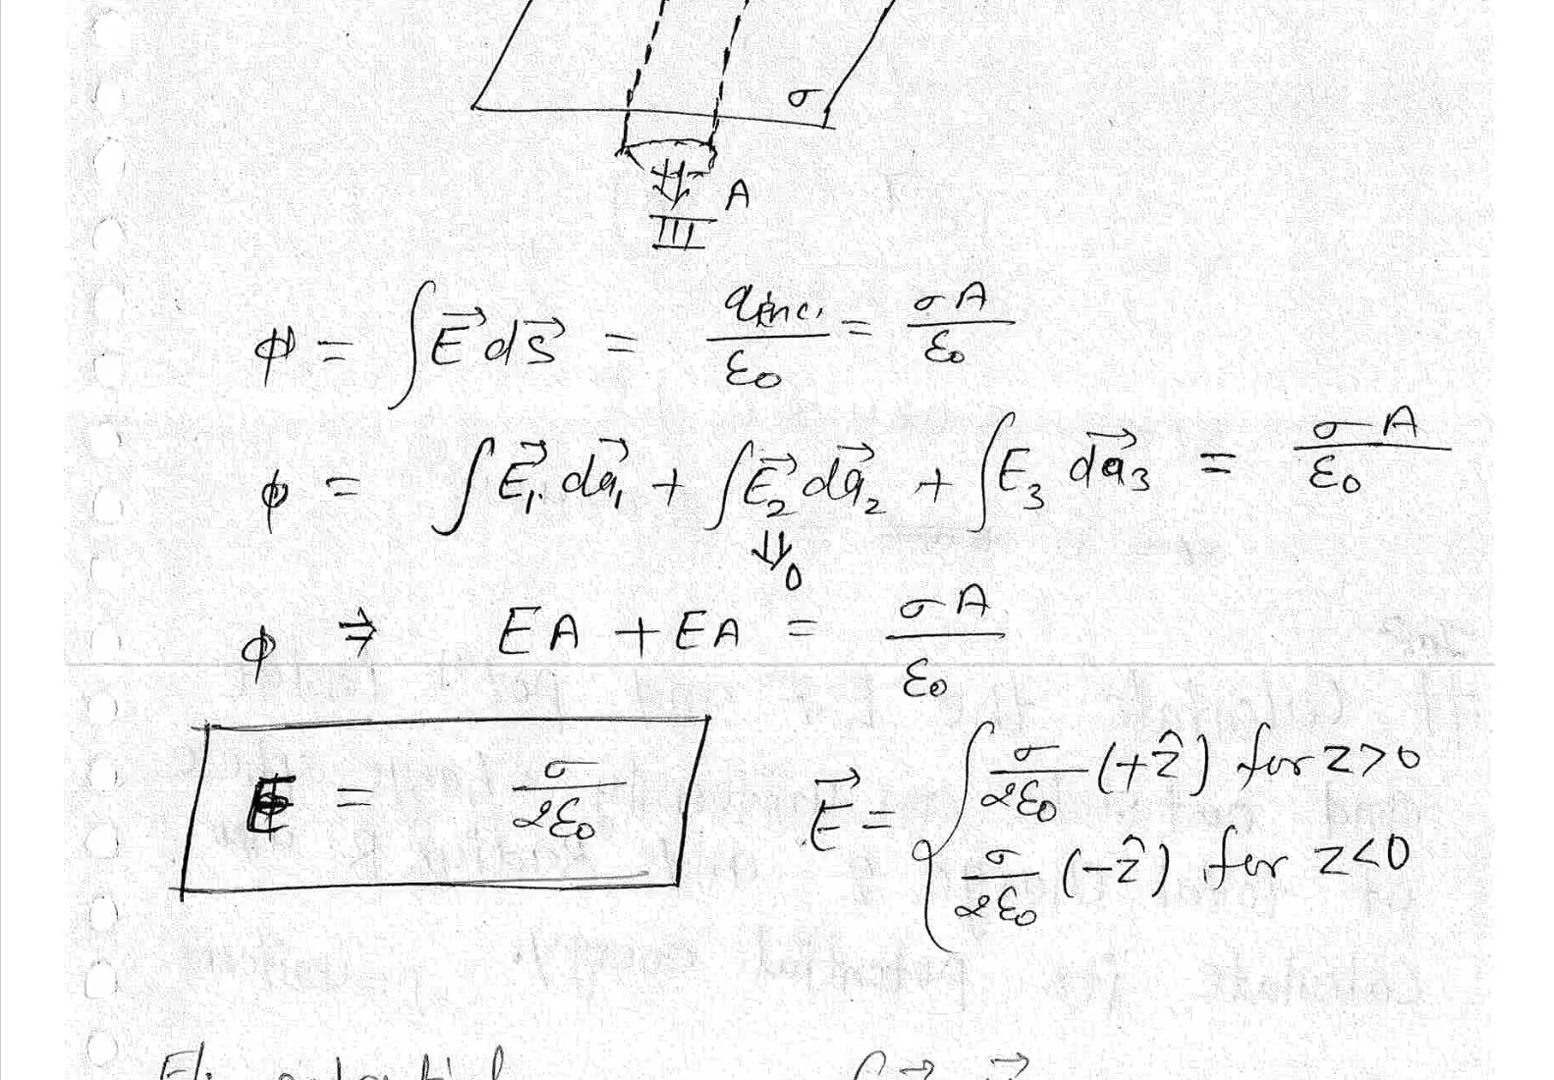 σ
A
III
ϕ = ∫ E⃗ ds⃗ = qinc. / ε₀ = σA / ε₀
ϕ = ∫ E⃗₁. da⃗₁ + ∫ E⃗₂ da⃗₂ + ∫ E₃ da⃗₃ = σA / ε₀
⇓ 0
ϕ ⇒ EA + EA = σA / ε₀
E = σ / 2ε₀
E⃗ = { σ / 2ε₀ (+ẑ) for z>0
σ / 2ε₀ (−ẑ) for z<0